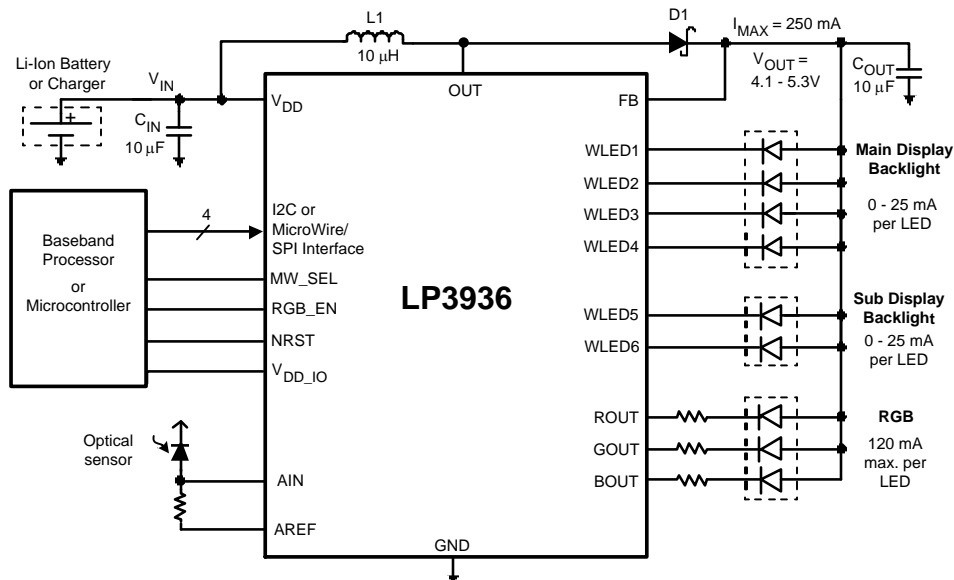 L1
10 µH
D1
I_MAX = 250 mA
V_OUT =
4.1 - 5.3V
C_OUT
10 µF
Li-Ion Battery
or Charger
V_IN
+
C_IN
10 µF
V_DD
OUT
FB
WLED1
WLED2
WLED3
WLED4
Main Display
Backlight
0 - 25 mA
per LED
Baseband
Processor
or
Microcontroller
4
I2C or
MicroWire/
SPI Interface
MW_SEL
RGB_EN
NRST
V_DD_IO
LP3936
WLED5
WLED6
Sub Display
Backlight
0 - 25 mA
per LED
ROUT
GOUT
BOUT
RGB
120 mA
max. per
LED
Optical
sensor
AIN
AREF
GND